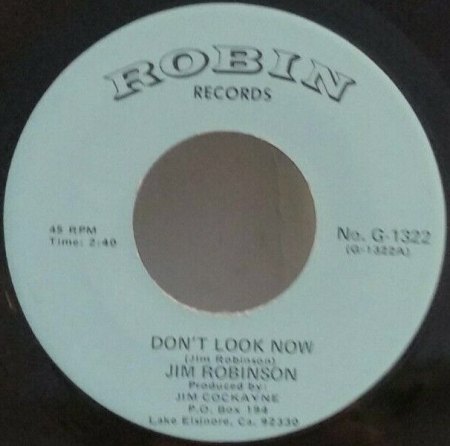 ROBIN
RECORDS
45 RPM
Time: 2:40
No. G-1322
(G-1322A)
DON'T LOOK NOW
(Jim Robinson)
JIM ROBINSON
Produced by:
JIM COCKAYNE
P.O. Box 194
Lake Elsinore, Ca. 92330